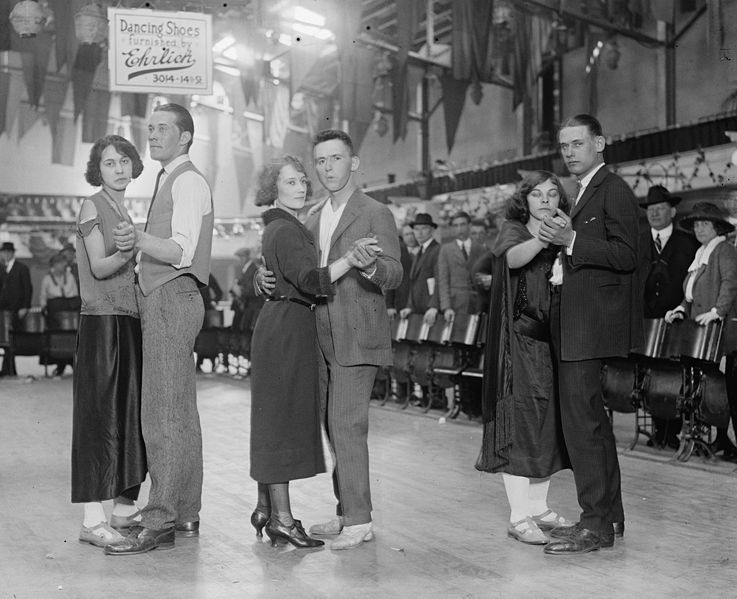 Dancing Shoes
furnished by
Ehrlich
3014-14th St.